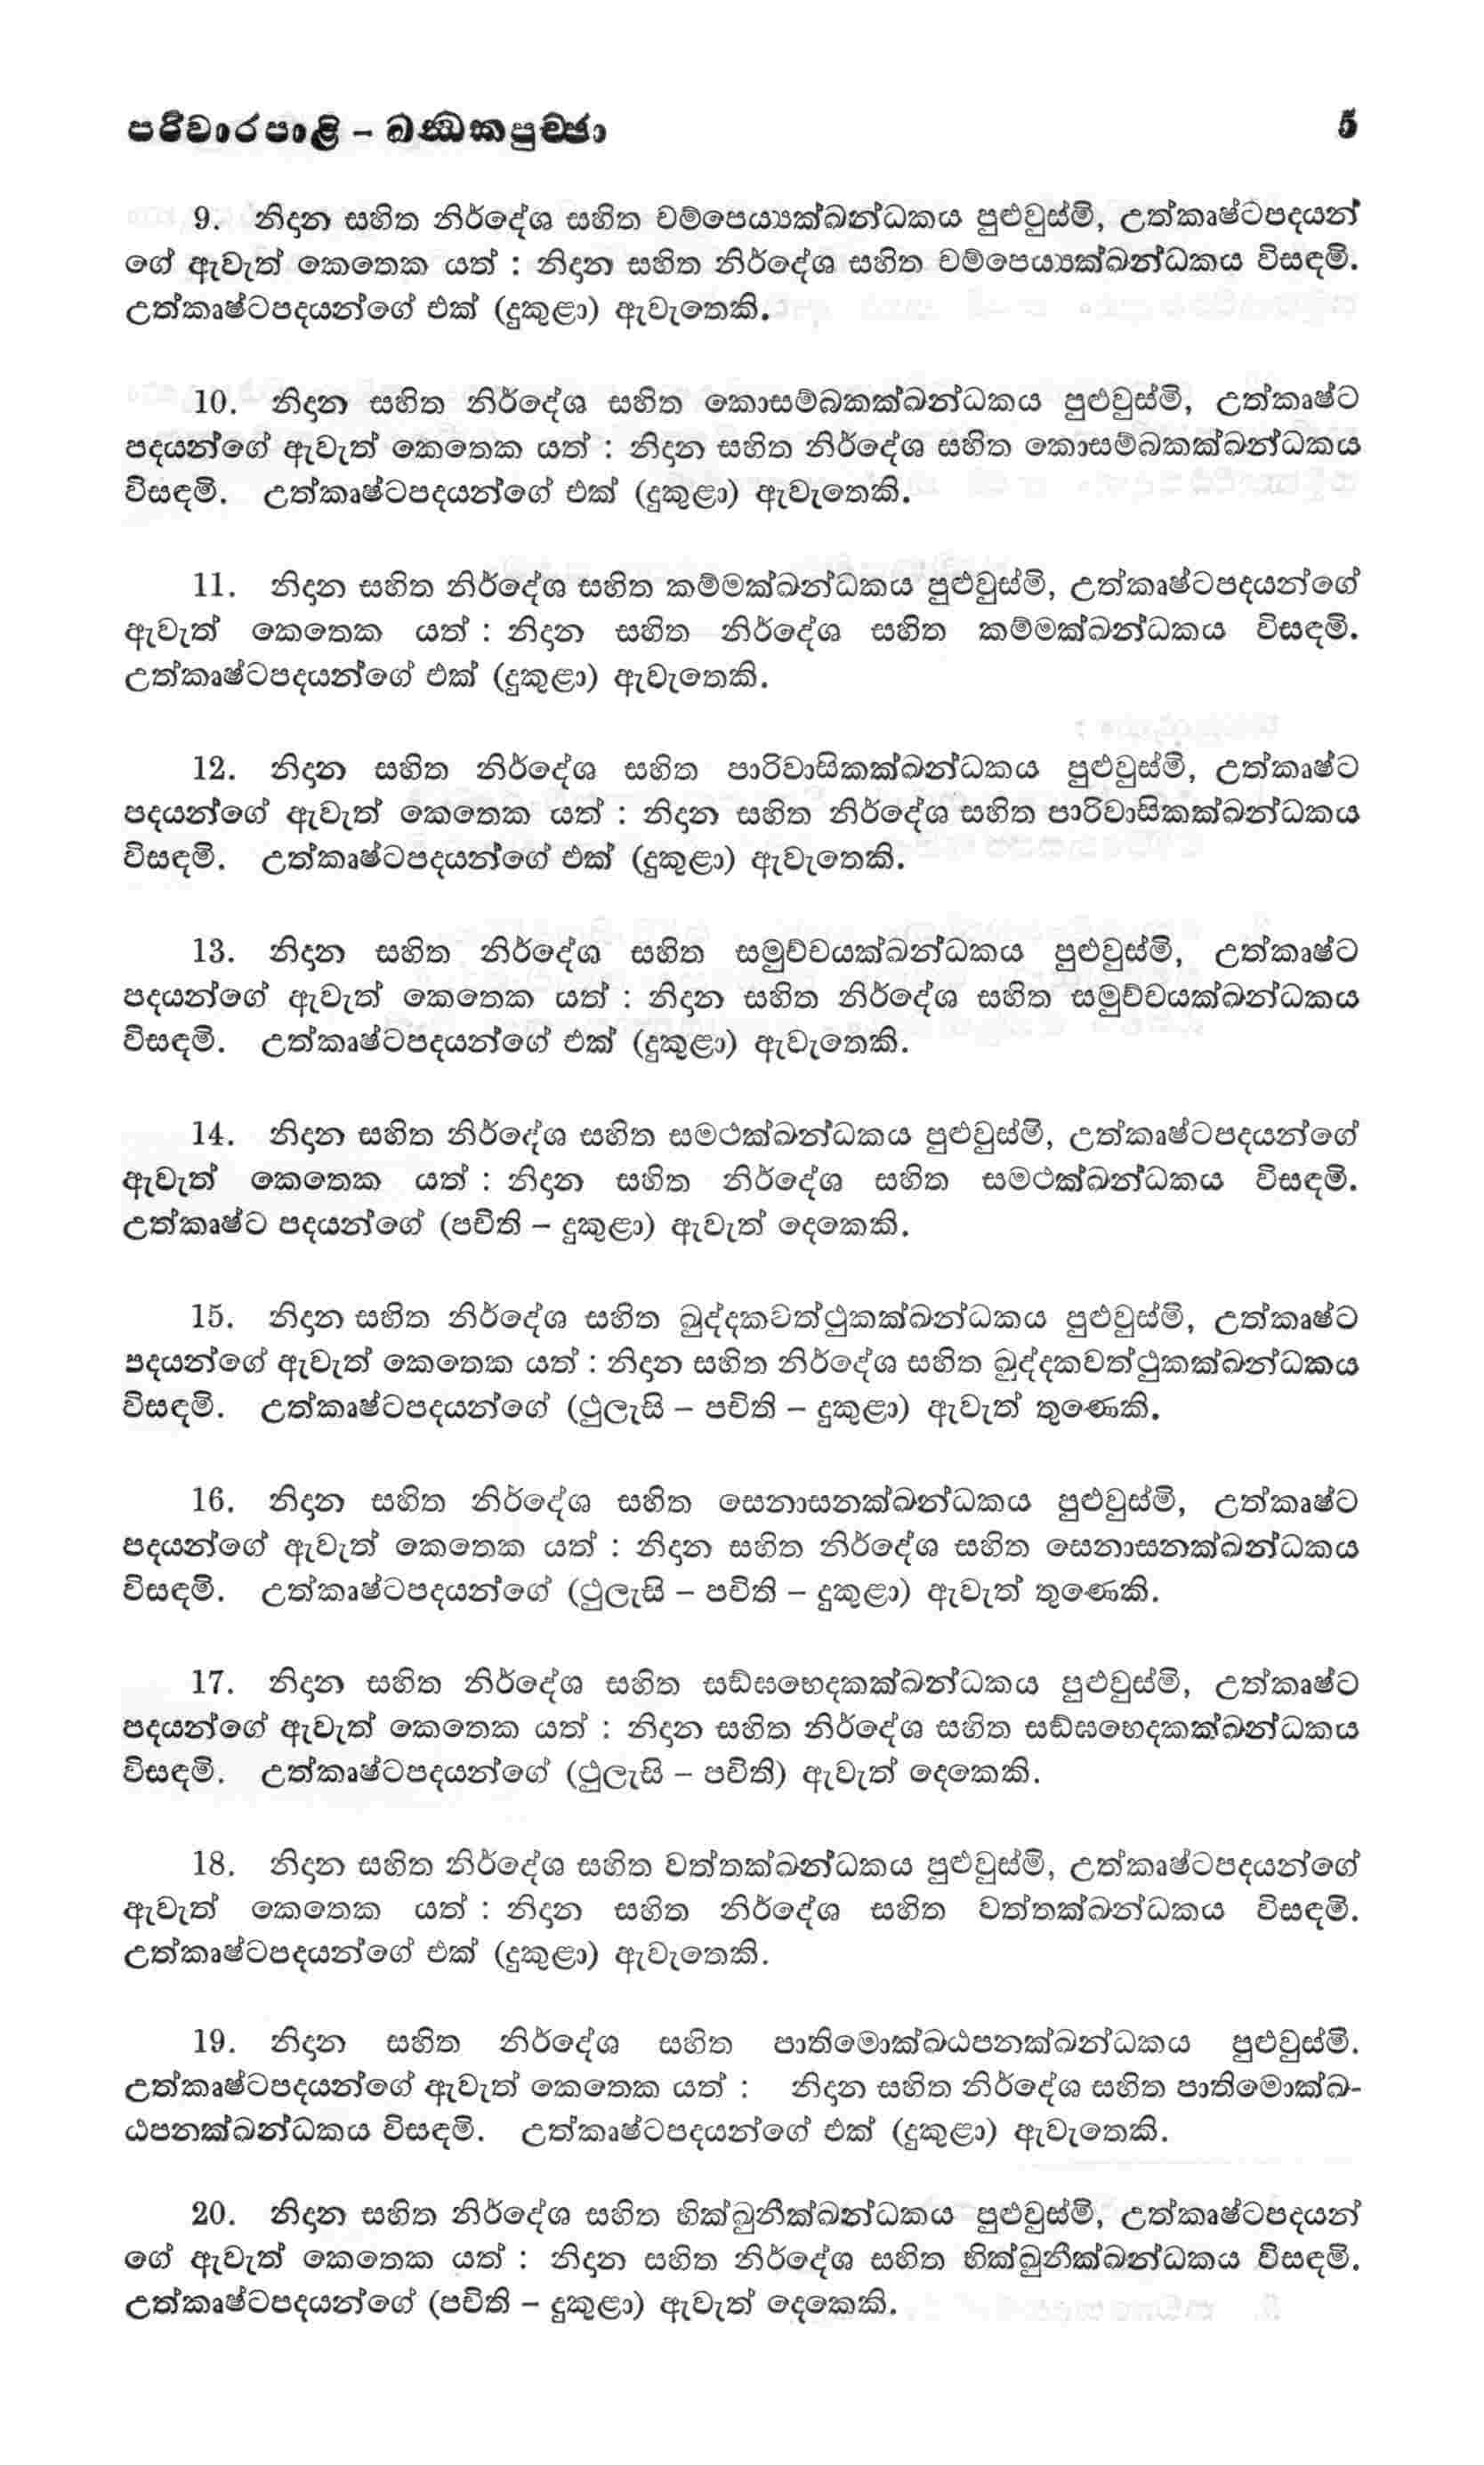 පරිවාරපාළි – ඛන්ධකපුච්ඡා 5
9. නිදාන සහිත නිර්දේශ සහිත චම්පෙය්‍යක්ඛන්ධකය පුළුවුස්මි, උත්කෘෂ්ටපදයන්
ගේ ඇවැත් කෙතෙක යත් : නිදාන සහිත නිර්දේශ සහිත චම්පෙය්‍යක්ඛන්ධකය විසඳමි.
උත්කෘෂ්ටපදයන්ගේ එක් (දුකුළා) ඇවැතෙකි.
10. නිදාන සහිත නිර්දේශ සහිත කොසම්බකක්ඛන්ධකය පුළුවුස්මි, උත්කෘෂ්ට
පදයන්ගේ ඇවැත් කෙතෙක යත් : නිදාන සහිත නිර්දේශ සහිත කොසම්බකක්ඛන්ධකය
විසඳමි. උත්කෘෂ්ටපදයන්ගේ එක් (දුකුළා) ඇවැතෙකි.
11. නිදාන සහිත නිර්දේශ සහිත කම්මක්ඛන්ධකය පුළුවුස්මි, උත්කෘෂ්ටපදයන්ගේ
ඇවැත් කෙතෙක යත් : නිදාන සහිත නිර්දේශ සහිත කම්මක්ඛන්ධකය විසඳමි.
උත්කෘෂ්ටපදයන්ගේ එක් (දුකුළා) ඇවැතෙකි.
12. නිදාන සහිත නිර්දේශ සහිත පාරිවාසිකක්ඛන්ධකය පුළුවුස්මි, උත්කෘෂ්ට
පදයන්ගේ ඇවැත් කෙතෙක යත් : නිදාන සහිත නිර්දේශ සහිත පාරිවාසිකක්ඛන්ධකය
විසඳමි. උත්කෘෂ්ටපදයන්ගේ එක් (දුකුළා) ඇවැතෙකි.
13. නිදාන සහිත නිර්දේශ සහිත සමුච්චයක්ඛන්ධකය පුළුවුස්මි, උත්කෘෂ්ට
පදයන්ගේ ඇවැත් කෙතෙක යත් : නිදාන සහිත නිර්දේශ සහිත සමුච්චයක්ඛන්ධකය
විසඳමි. උත්කෘෂ්ටපදයන්ගේ එක් (දුකුළා) ඇවැතෙකි.
14. නිදාන සහිත නිර්දේශ සහිත සමථක්ඛන්ධකය පුළුවුස්මි, උත්කෘෂ්ටපදයන්ගේ
ඇවැත් කෙතෙක යත් : නිදාන සහිත නිර්දේශ සහිත සමථක්ඛන්ධකය විසඳමි.
උත්කෘෂ්ට පදයන්ගේ (පචිති – දුකුළා) ඇවැත් දෙකෙකි.
15. නිදාන සහිත නිර්දේශ සහිත ඛුද්දකවත්ථුකක්ඛන්ධකය පුළුවුස්මි, උත්කෘෂ්ට
පදයන්ගේ ඇවැත් කෙතෙක යත් : නිදාන සහිත නිර්දේශ සහිත ඛුද්දකවත්ථුකක්ඛන්ධකය
විසඳමි. උත්කෘෂ්ටපදයන්ගේ (ථුලැසි – පචිති – දුකුළා) ඇවැත් තුණෙකි.
16. නිදාන සහිත නිර්දේශ සහිත සෙනාසනක්ඛන්ධකය පුළුවුස්මි, උත්කෘෂ්ට
පදයන්ගේ ඇවැත් කෙතෙක යත් : නිදාන සහිත නිර්දේශ සහිත සෙනාසනක්ඛන්ධකය
විසඳමි. උත්කෘෂ්ටපදයන්ගේ (ථුලැසි – පචිති – දුකුළා) ඇවැත් තුණෙකි.
17. නිදාන සහිත නිර්දේශ සහිත සඞ්ඝභෙදකක්ඛන්ධකය පුළුවුස්මි, උත්කෘෂ්ට
පදයන්ගේ ඇවැත් කෙතෙක යත් : නිදාන සහිත නිර්දේශ සහිත සඞ්ඝභෙදකක්ඛන්ධකය
විසඳමි. උත්කෘෂ්ටපදයන්ගේ (ථුලැසි – පචිති) ඇවැත් දෙකෙකි.
18. නිදාන සහිත නිර්දේශ සහිත වත්තක්ඛන්ධකය පුළුවුස්මි, උත්කෘෂ්ටපදයන්ගේ
ඇවැත් කෙතෙක යත් : නිදාන සහිත නිර්දේශ සහිත වත්තක්ඛන්ධකය විසඳමි.
උත්කෘෂ්ටපදයන්ගේ එක් (දුකුළා) ඇවැතෙකි.
19. නිදාන සහිත නිර්දේශ සහිත පාතිමොක්ඛඨපනක්ඛන්ධකය පුළුවුස්මි.
උත්කෘෂ්ටපදයන්ගේ ඇවැත් කෙතෙක යත් : නිදාන සහිත නිර්දේශ සහිත පාතිමොක්ඛ-
ඨපනක්ඛන්ධකය විසඳමි. උත්කෘෂ්ටපදයන්ගේ එක් (දුකුළා) ඇවැතෙකි.
20. නිදාන සහිත නිර්දේශ සහිත භික්ඛුනීක්ඛන්ධකය පුළුවුස්මි, උත්කෘෂ්ටපදයන්
ගේ ඇවැත් කෙතෙක යත් : නිදාන සහිත නිර්දේශ සහිත භික්ඛුනීක්ඛන්ධකය විසඳමි.
උත්කෘෂ්ටපදයන්ගේ (පචිති – දුකුළා) ඇවැත් දෙකෙකි.